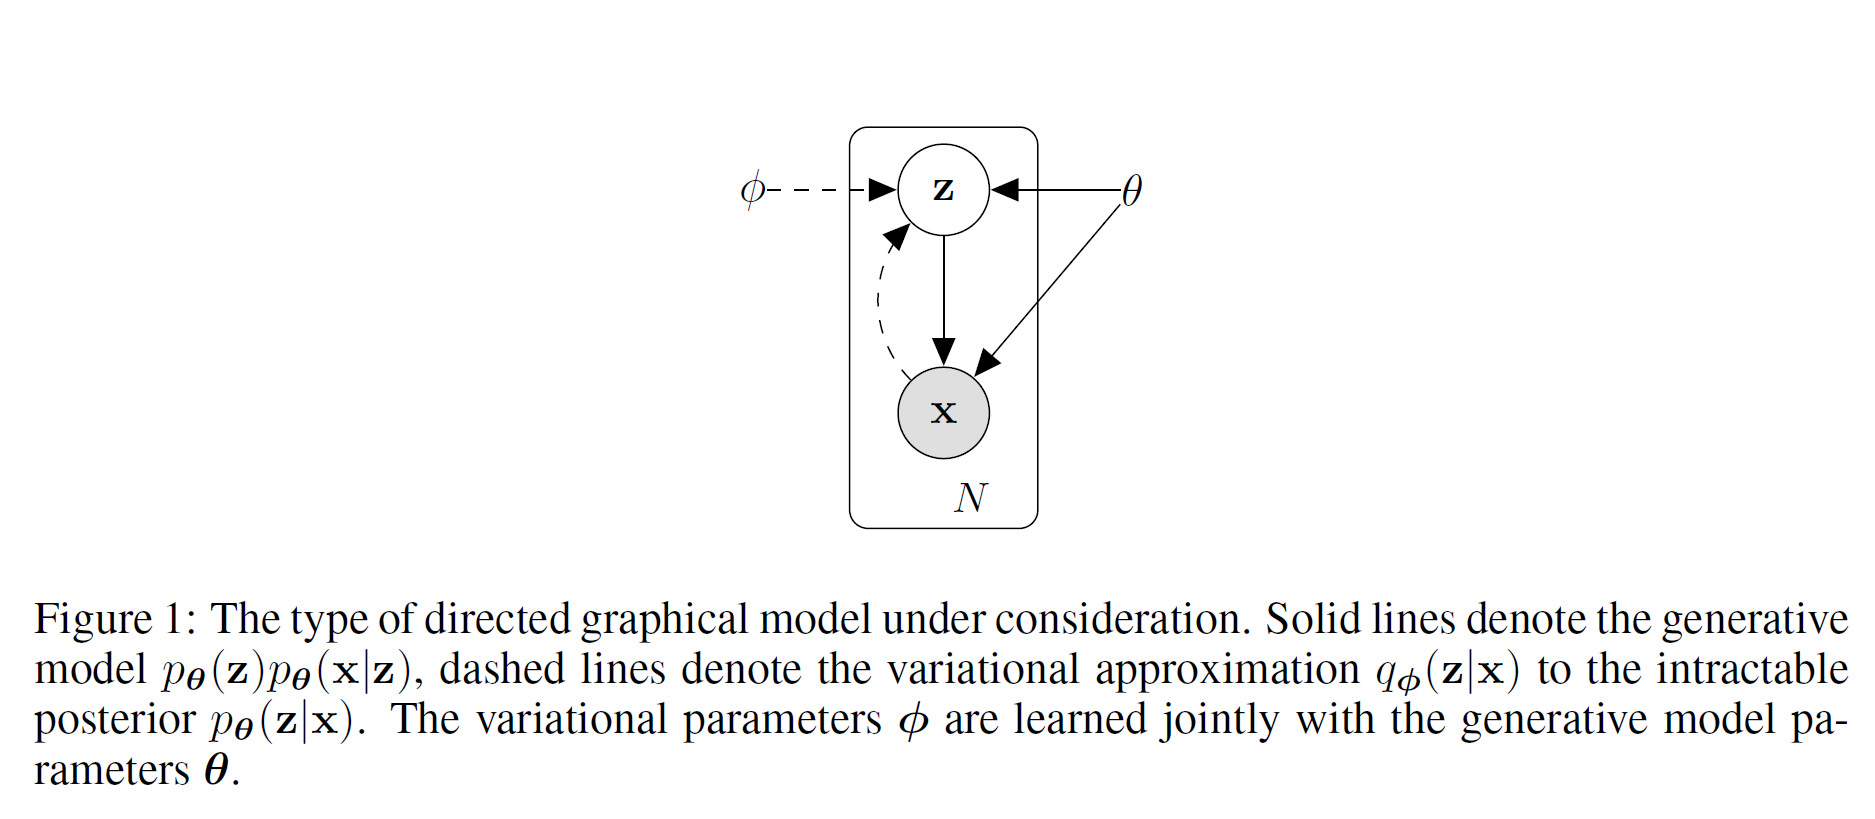 ϕ z θ
x
N
Figure 1: The type of directed graphical model under consideration. Solid lines denote the generative
model pθ(z)pθ(x|z), dashed lines denote the variational approximation qϕ(z|x) to the intractable
posterior pθ(z|x). The variational parameters ϕ are learned jointly with the generative model pa-
rameters θ.